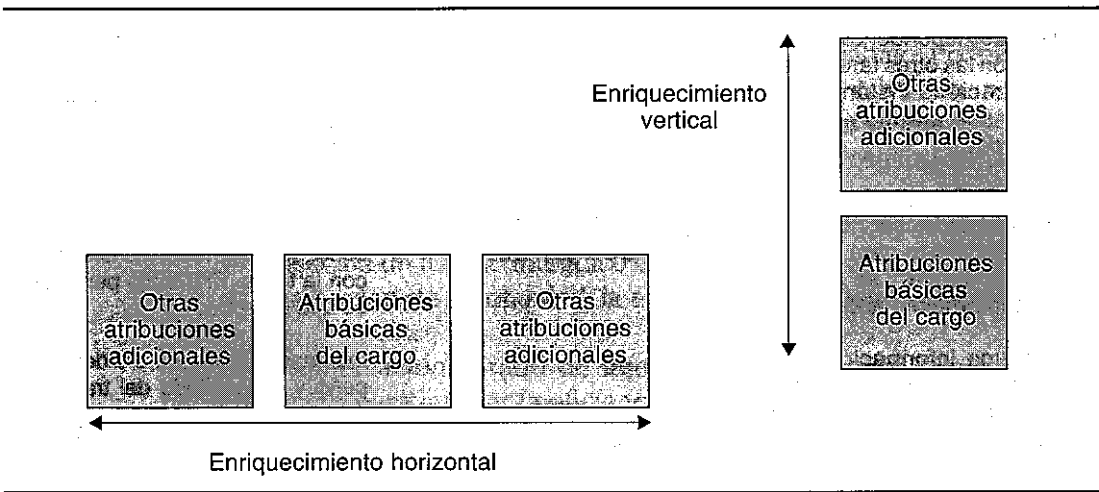 Enriquecimiento
vertical
Otras
atribuciones
adicionales
Atribuciones
básicas
del cargo
Otras
atribuciones
adicionales
Atribuciones
básicas
del cargo
Otras
atribuciones
adicionales
Enriquecimiento horizontal